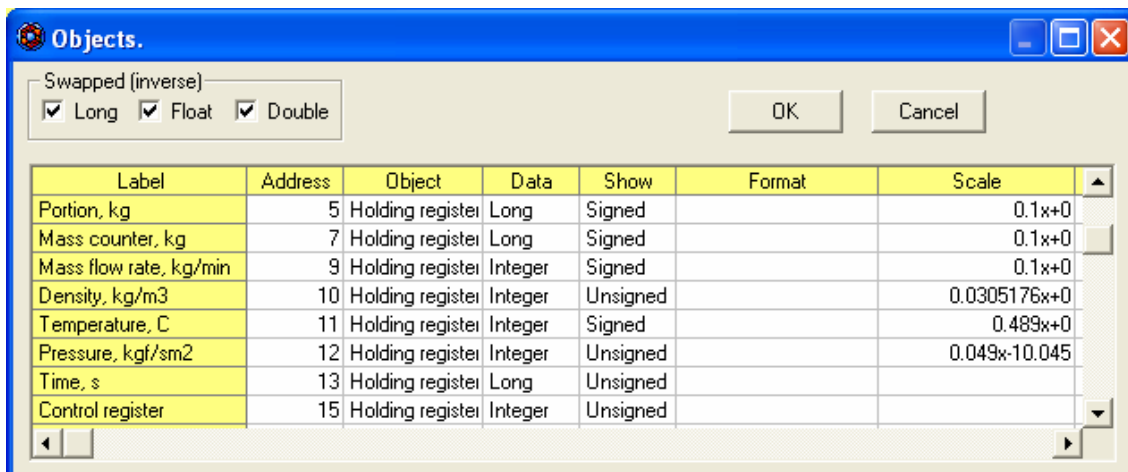 Objects.
Swapped (inverse)
Long Float Double OK Cancel
Label Address Object Data Show Format Scale
Portion, kg 5 Holding register Long Signed 0.1x+0
Mass counter, kg 7 Holding register Long Signed 0.1x+0
Mass flow rate, kg/min 9 Holding register Integer Signed 0.1x+0
Density, kg/m3 10 Holding register Integer Unsigned 0.0305176x+0
Temperature, C 11 Holding register Integer Signed 0.489x+0
Pressure, kgf/sm2 12 Holding register Integer Unsigned 0.049x-10.045
Time, s 13 Holding register Long Unsigned
Control register 15 Holding register Integer Unsigned